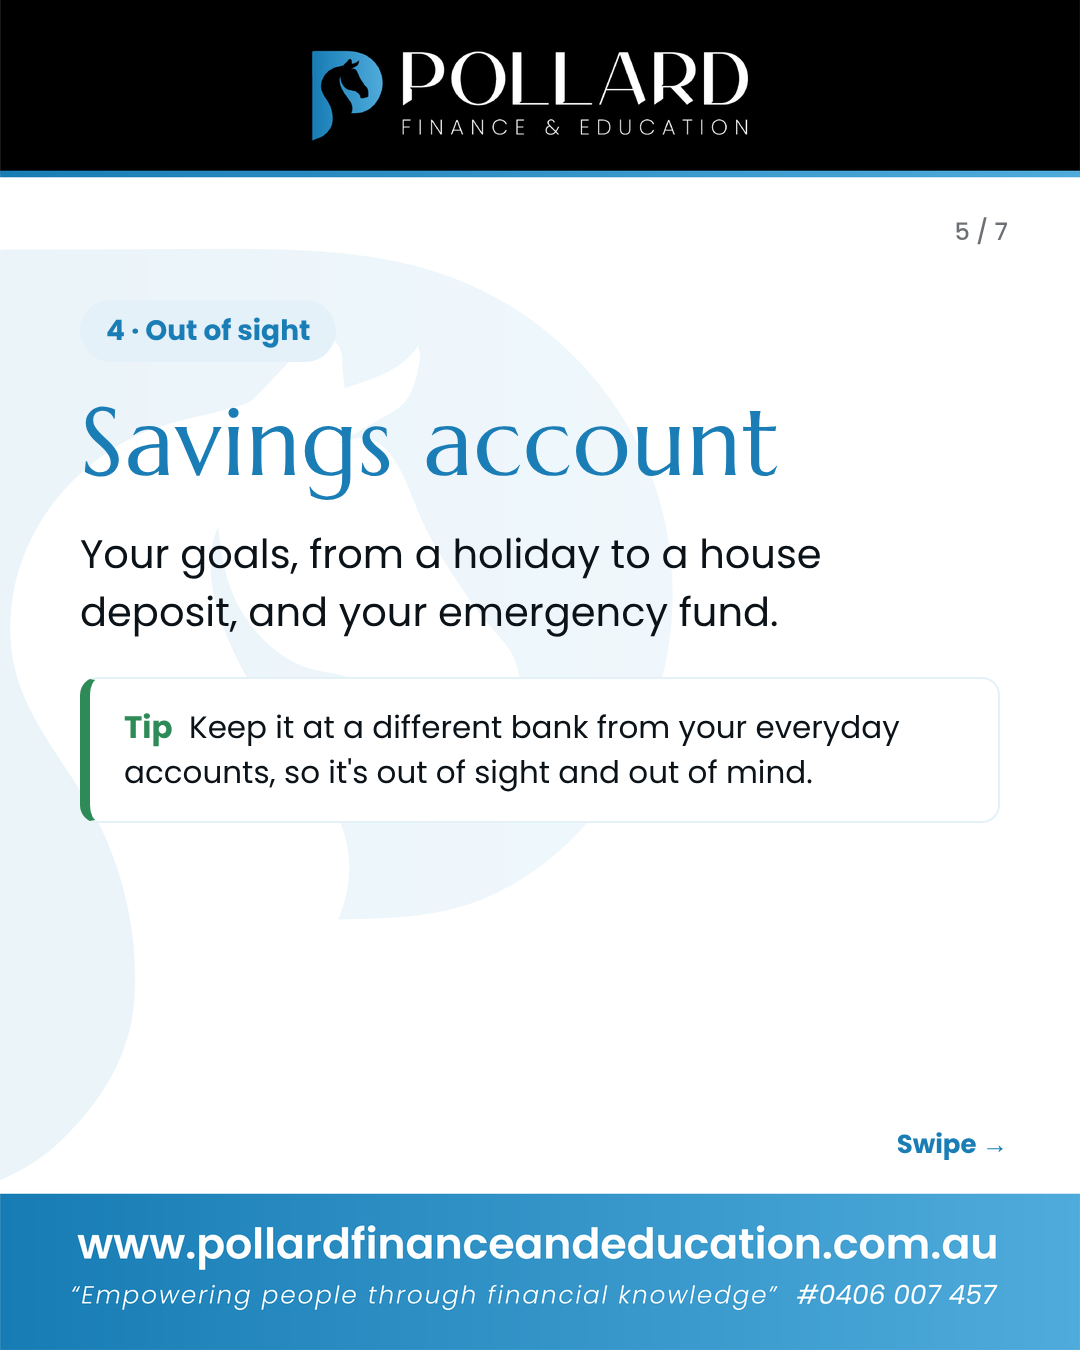 POLLARD
FINANCE & EDUCATION
5 / 7
4 · Out of sight
Savings account
Your goals, from a holiday to a house
deposit, and your emergency fund.
Tip Keep it at a different bank from your everyday
accounts, so it's out of sight and out of mind.
Swipe →
www.pollardfinanceandeducation.com.au
“Empowering people through financial knowledge” #0406 007 457